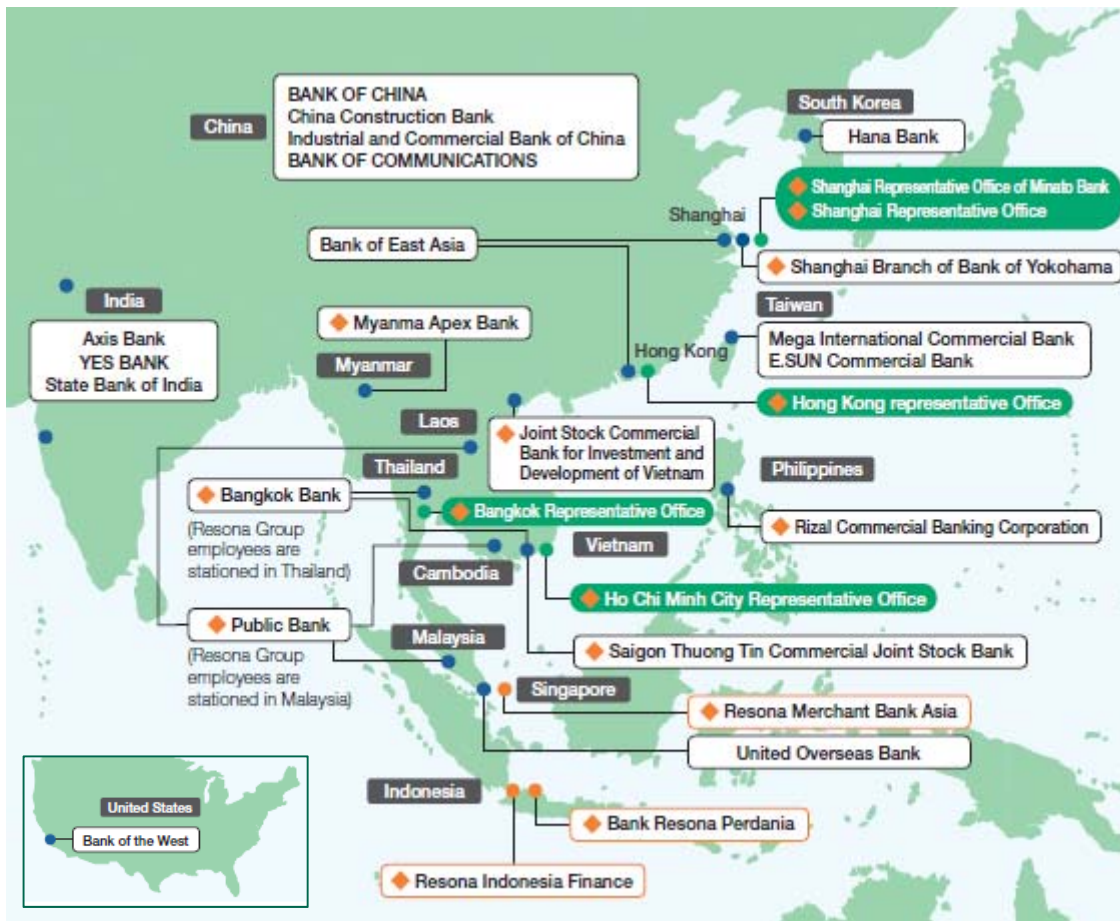 China
BANK OF CHINA
China Construction Bank
Industrial and Commercial Bank of China
BANK OF COMMUNICATIONS
South Korea
Hana Bank
Shanghai Representative Office of Minato Bank
Shanghai Representative Office
Shanghai
Bank of East Asia
Shanghai Branch of Bank of Yokohama
India
Axis Bank
YES BANK
State Bank of India
Myanma Apex Bank
Myanmar
Taiwan
Mega International Commercial Bank
E.SUN Commercial Bank
Hong Kong
Hong Kong representative Office
Laos
Joint Stock Commercial
Bank for Investment and
Development of Vietnam
Thailand
Philippines
Bangkok Bank
(Resona Group
employees are
stationed in Thailand)
Bangkok Representative Office
Rizal Commercial Banking Corporation
Vietnam
Cambodia
Ho Chi Minh City Representative Office
Public Bank
(Resona Group
employees are
stationed in Malaysia)
Malaysia
Saigon Thuong Tin Commercial Joint Stock Bank
Singapore
Resona Merchant Bank Asia
United Overseas Bank
Indonesia
Bank Resona Perdania
Resona Indonesia Finance
United States
Bank of the West